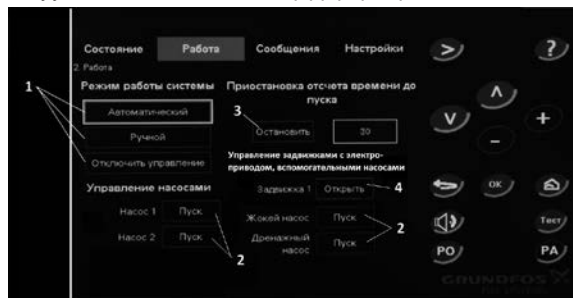 Состояние Работа Сообщения Настройки
2. Работа
Режим работы системы
Приостановка отсчета времени до
пуска
1
Автоматический
Ручной
Отключить управление
3
Остановить 30
Управление задвижками с электро-
приводом, вспомогательными насосами
Задвижка 1 Открыть 4
Управление насосами
Насос 1 Пуск
Насос 2 Пуск
2
Жокей насос Пуск
Дренажный
насос Пуск
2
>
?
∧
∨
+
−
OK
Тест
PO
PA
GRUNDFOS